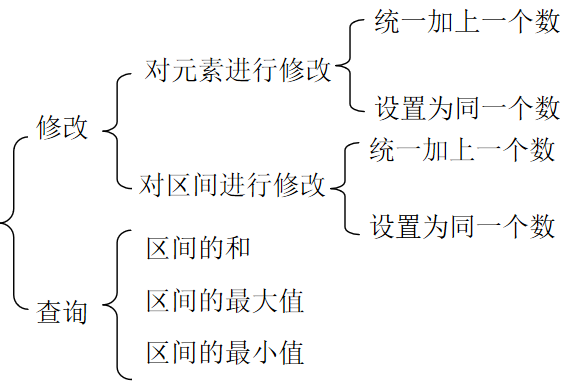 统一加上一个数
对元素进行修改
设置为同一个数
修改
统一加上一个数
对区间进行修改
设置为同一个数
区间的和
区间的最大值
查询
区间的最小值